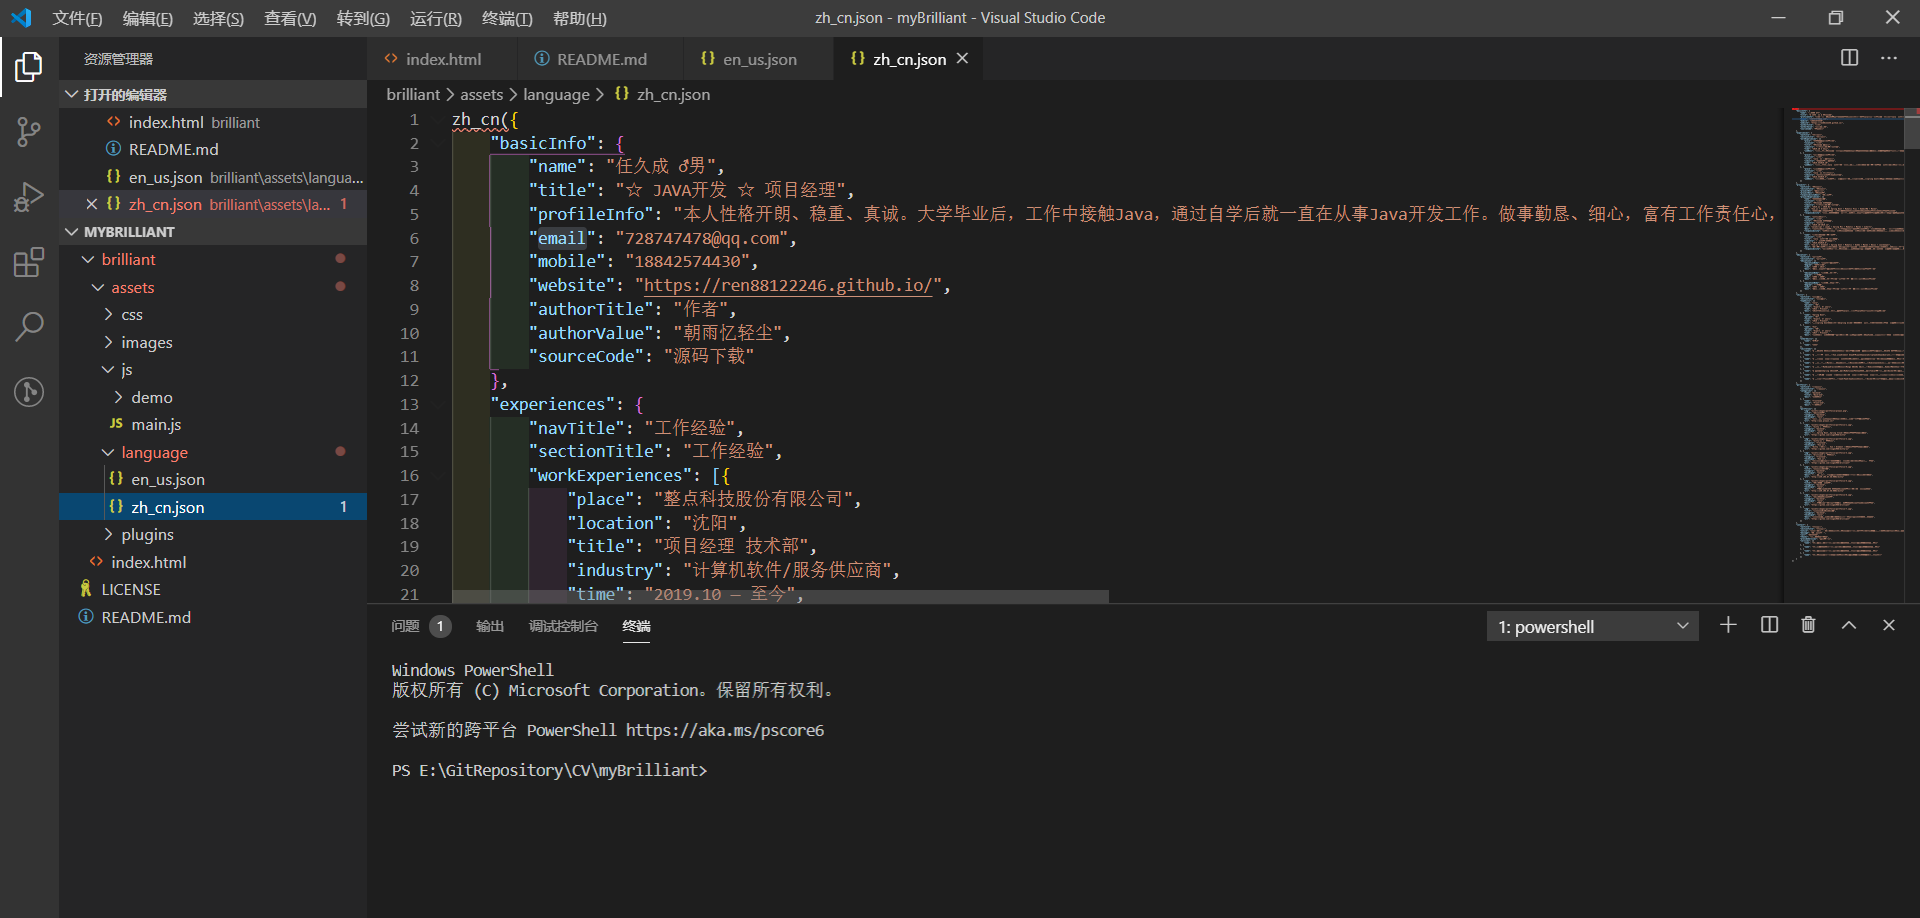 文件(F) 编辑(E) 选择(S) 查看(V) 转到(G) 运行(R) 终端(T) 帮助(H) zh_cn.json - myBrilliant - Visual Studio Code
资源管理器
打开的编辑器
index.html brilliant
README.md
en_us.json brilliant\assets\langua...
zh_cn.json brilliant\assets\la... 1
MYBRILLIANT
brilliant
assets
css
images
js
demo
JS main.js
language
en_us.json
zh_cn.json 1
plugins
index.html
LICENSE
README.md
index.html README.md {} en_us.json {} zh_cn.json
brilliant > assets > language > {} zh_cn.json
1 zh_cn({
2 "basicInfo": {
3 "name": "任久成 ♂男",
4 "title": "☆ JAVA开发 ☆ 项目经理",
5 "profileInfo": "本人性格开朗、稳重、真诚。大学毕业后，工作中接触Java，通过自学后就一直在从事Java开发工作。做事勤恳、细心，富有工作责任心，
6 "email": "728747478@qq.com",
7 "mobile": "18842574430",
8 "website": "https://ren88122246.github.io/",
9 "authorTitle": "作者",
10 "authorValue": "朝雨忆轻尘",
11 "sourceCode": "源码下载"
12 },
13 "experiences": {
14 "navTitle": "工作经验",
15 "sectionTitle": "工作经验",
16 "workExperiences": [{
17 "place": "整点科技股份有限公司",
18 "location": "沈阳",
19 "title": "项目经理 技术部",
20 "industry": "计算机软件/服务供应商",
21 "time": "2019.10 — 至今",
问题 1 输出 调试控制台 终端 1: powershell
Windows PowerShell
版权所有 (C) Microsoft Corporation。保留所有权利。
尝试新的跨平台 PowerShell https://aka.ms/pscore6
PS E:\GitRepository\CV\myBrilliant>